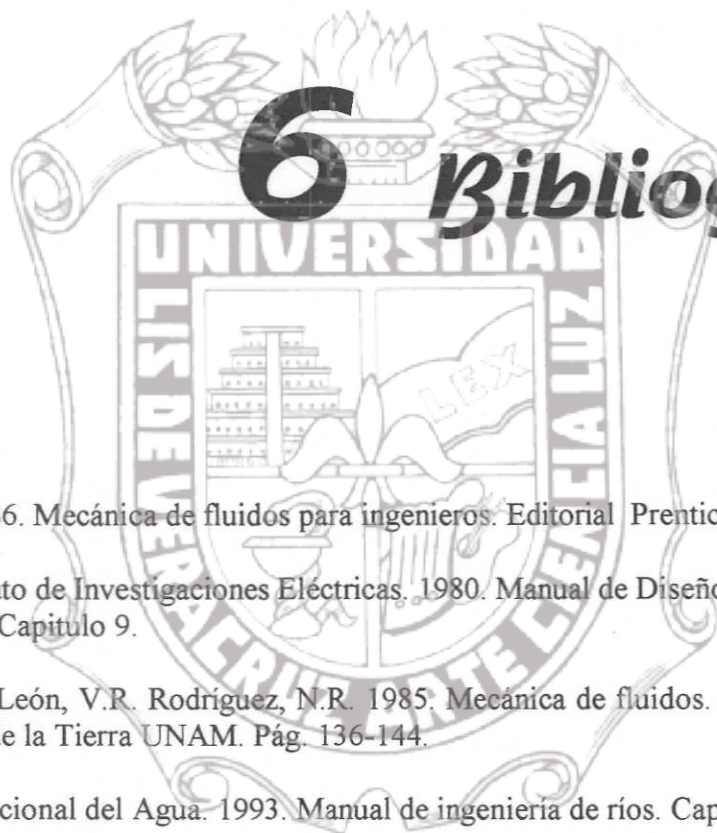 6 Bibliog
UNIVERSIDAD
LIS DE VERACRUZ ARTE CIENCIA LUZ
LEX
6. Mecánica de fluidos para ingenieros. Editorial Prentic
to de Investigaciones Eléctricas. 1980. Manual de Diseño
Capitulo 9.
León, V.R. Rodríguez, N.R. 1985. Mecánica de fluidos.
e la Tierra UNAM. Pág. 136-144.
cional del Agua. 1993. Manual de ingeniería de ríos. Cap